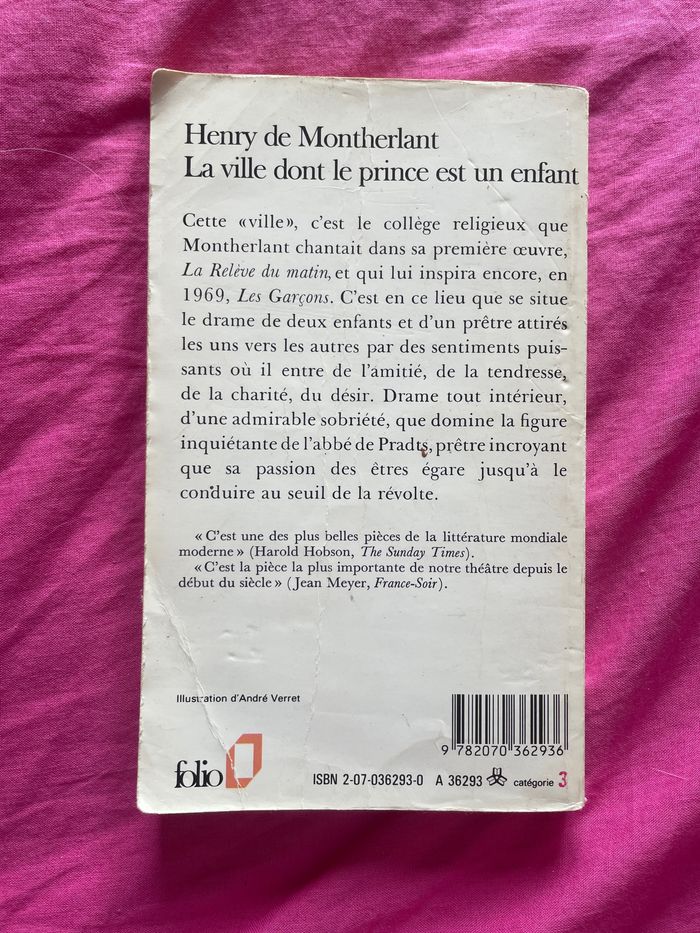 Henry de Montherlant
La ville dont le prince est un enfant
Cette «ville», c'est le collège religieux que
Montherlant chantait dans sa première œuvre,
La Relève du matin, et qui lui inspira encore, en
1969, Les Garçons. C'est en ce lieu que se situe
le drame de deux enfants et d'un prêtre attirés
les uns vers les autres par des sentiments puis-
sants où il entre de l'amitié, de la tendresse,
de la charité, du désir. Drame tout intérieur,
d'une admirable sobriété, que domine la figure
inquiétante de l'abbé de Pradts, prêtre incroyant
que sa passion des êtres égare jusqu'à le
conduire au seuil de la révolte.
« C'est une des plus belles pièces de la littérature mondiale
moderne » (Harold Hobson, The Sunday Times).
« C'est la pièce la plus importante de notre théâtre depuis le
début du siècle » (Jean Meyer, France-Soir).
Illustration d'André Verret
9 782070 362936
folio
ISBN 2-07-036293-0 A 36293 catégorie 3